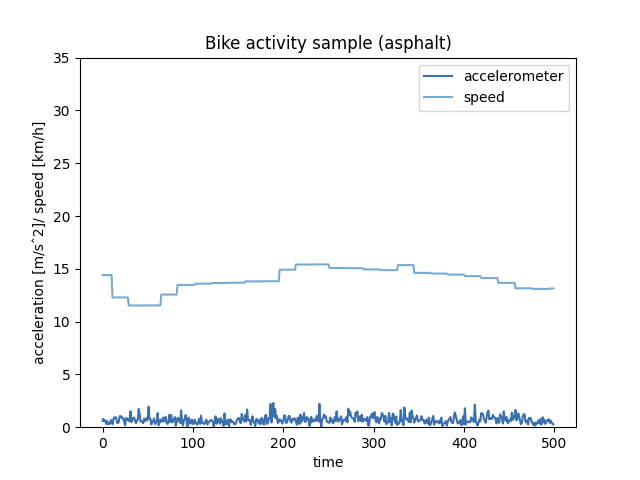 Bike activity sample (asphalt)
35
30
25
20
15
10
5
0
acceleration [m/sˆ2]/ speed [km/h]
accelerometer
speed
0 100 200 300 400 500
time